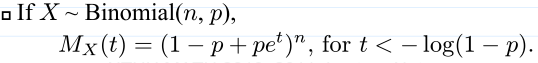 ▫ If X ~ Binomial(n, p),
M_X(t) = (1 − p + pe^t)^n, for t < − log(1 − p).